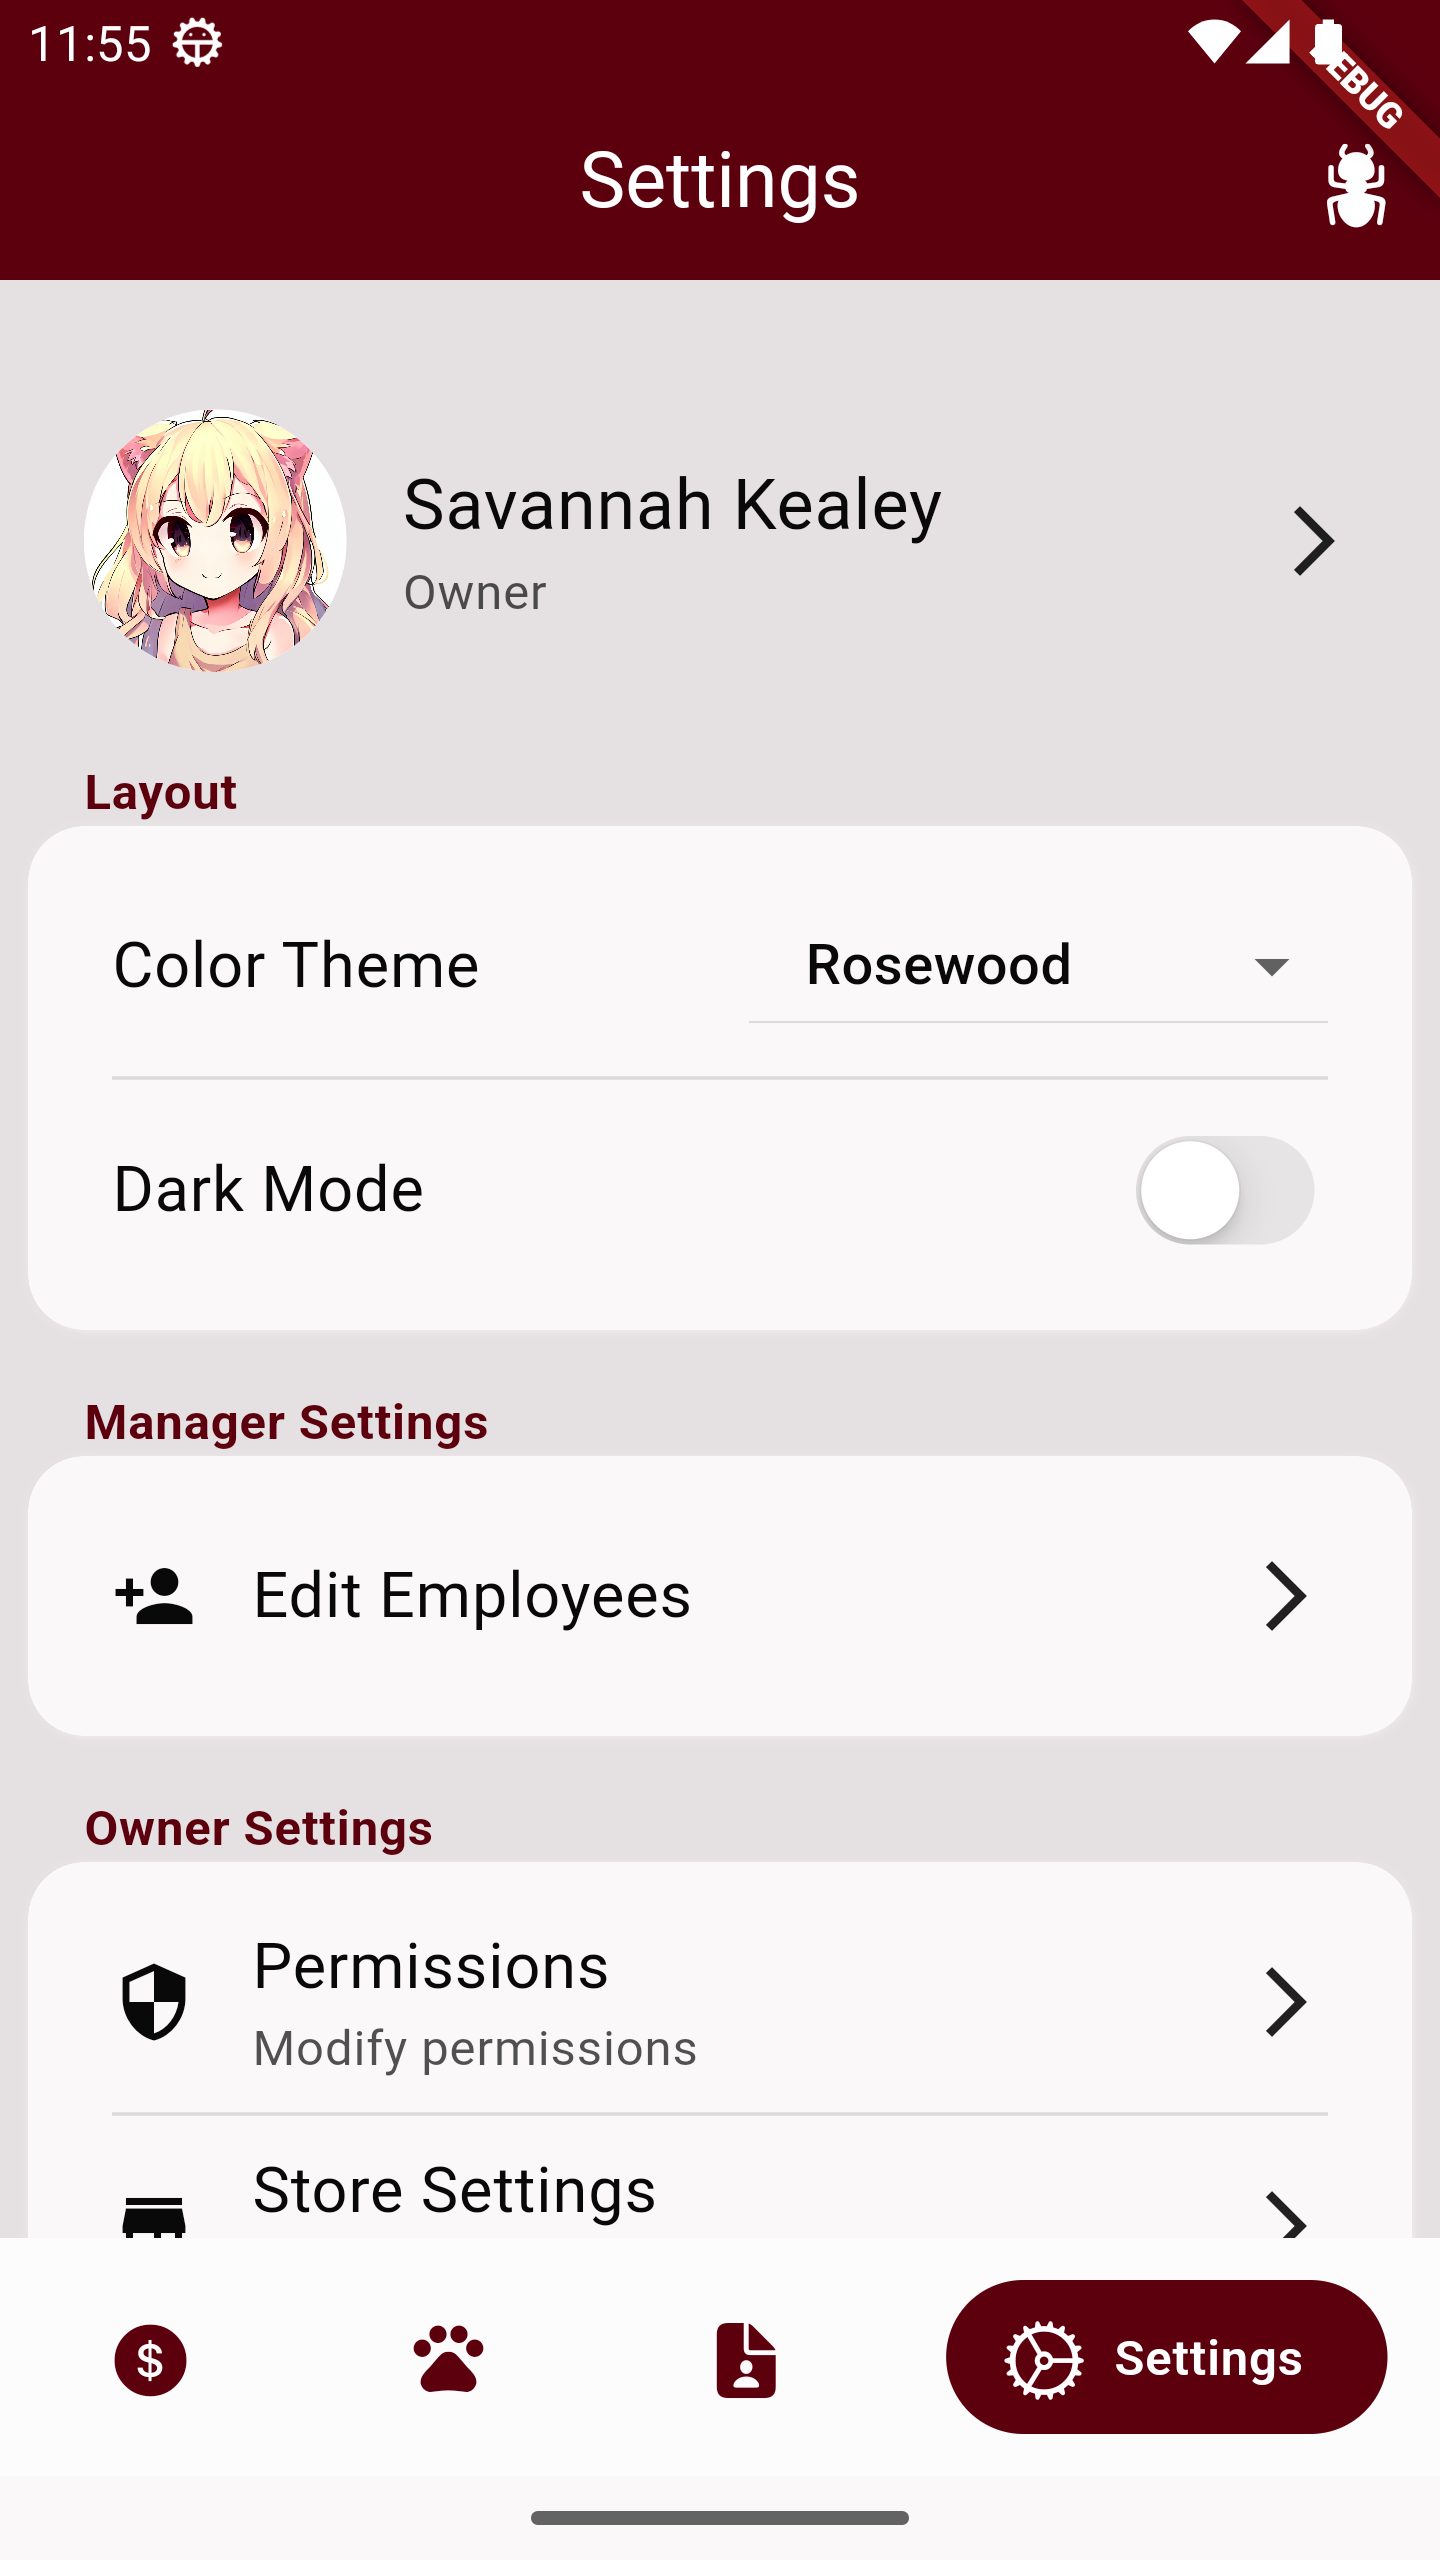 11:55
DEBUG
Settings
Savannah Kealey
Owner
Layout
Color Theme
Rosewood
Dark Mode
Manager Settings
Edit Employees
Owner Settings
Permissions
Modify permissions
Store Settings
$
Settings